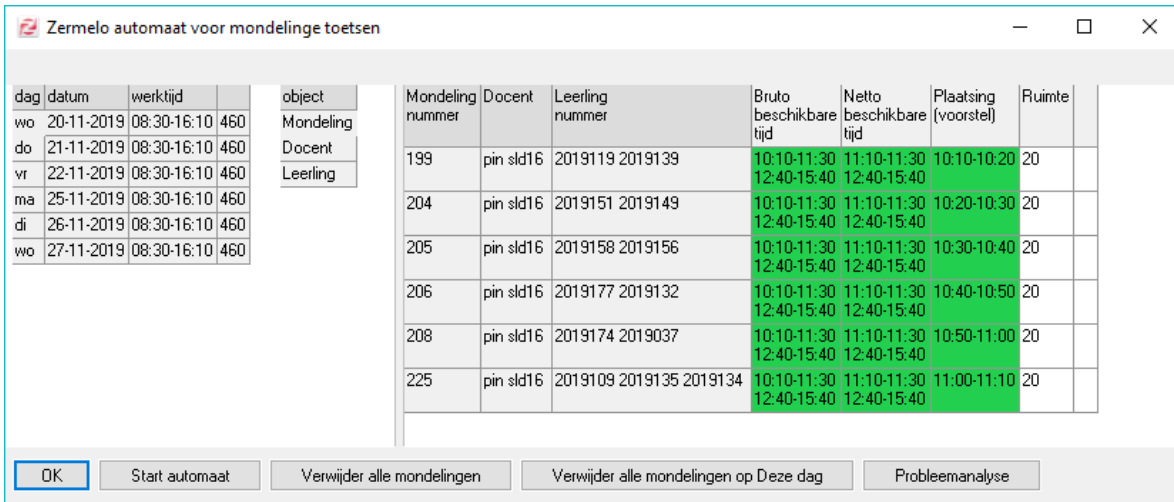 Zermelo automaat voor mondelinge toetsen
dag datum werktijd
wo 20-11-2019 08:30-16:10 460
do 21-11-2019 08:30-16:10 460
vr 22-11-2019 08:30-16:10 460
ma 25-11-2019 08:30-16:10 460
di 26-11-2019 08:30-16:10 460
wo 27-11-2019 08:30-16:10 460
object
Mondeling
Docent
Leerling
Mondeling Docent Leerling Bruto Netto Plaatsing Ruimte
nummer nummer beschikbare beschikbare (voorstel)
tijd tijd
199 pin sld16 2019119 2019139 10:10-11:30 11:10-11:30 10:10-10:20 20
12:40-15:40 12:40-15:40
204 pin sld16 2019151 2019149 10:10-11:30 11:10-11:30 10:20-10:30 20
12:40-15:40 12:40-15:40
205 pin sld16 2019158 2019156 10:10-11:30 11:10-11:30 10:30-10:40 20
12:40-15:40 12:40-15:40
206 pin sld16 2019177 2019132 10:10-11:30 11:10-11:30 10:40-10:50 20
12:40-15:40 12:40-15:40
208 pin sld16 2019174 2019037 10:10-11:30 11:10-11:30 10:50-11:00 20
12:40-15:40 12:40-15:40
225 pin sld16 2019109 2019135 2019134 10:10-11:30 11:10-11:30 11:00-11:10 20
12:40-15:40 12:40-15:40
OK Start automaat Verwijder alle mondelingen Verwijder alle mondelingen op Deze dag Probleemanalyse